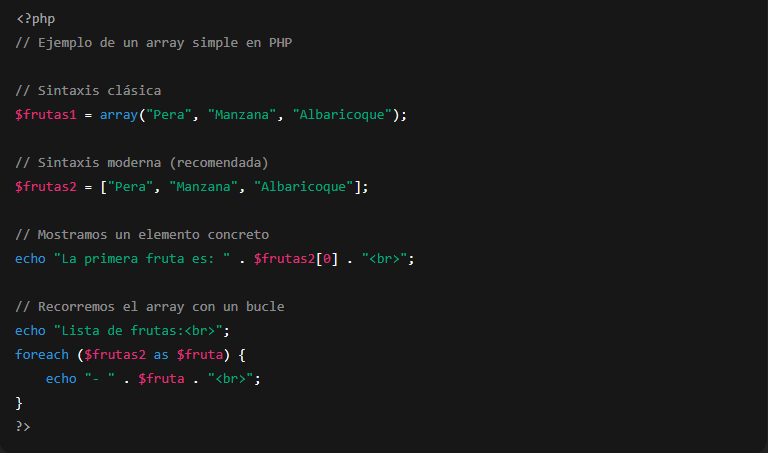 <?php
// Ejemplo de un array simple en PHP
// Sintaxis clásica
$frutas1 = array("Pera", "Manzana", "Albaricoque");
// Sintaxis moderna (recomendada)
$frutas2 = ["Pera", "Manzana", "Albaricoque"];
// Mostramos un elemento concreto
echo "La primera fruta es: " . $frutas2[0] . "<br>";
// Recorremos el array con un bucle
echo "Lista de frutas:<br>";
foreach ($frutas2 as $fruta) {
    echo "- " . $fruta . "<br>";
}
?>